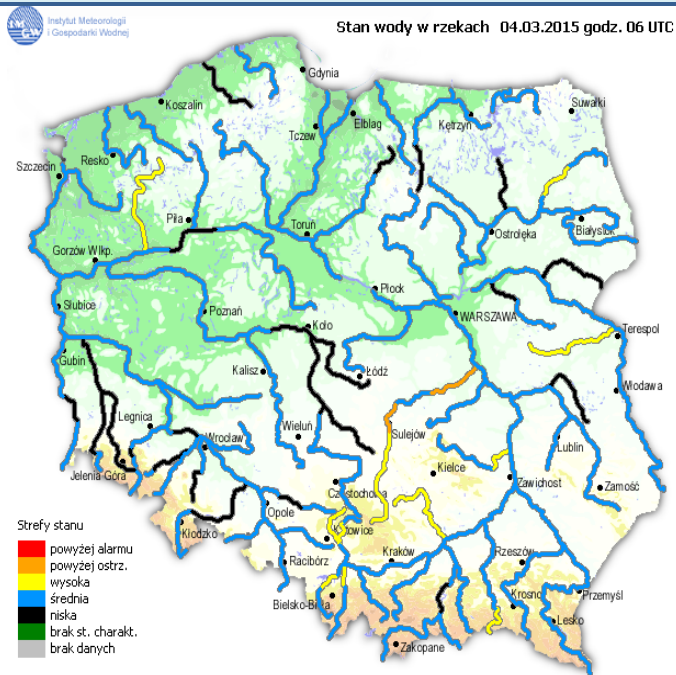 Instytut Meteorologii
i Gospodarki Wodnej
IMGW
Stan wody w rzekach 04.03.2015 godz. 06 UTC
Gdynia
Koszalin
Suwałki
Elbląg
Kętrzyn
Tczew
Resko
Szczecin
Piła
Toruń
Białystok
Ostrołęka
Gorzów Wlkp.
Płock
Słubice
Poznań
WARSZAWA
Koło
Terespol
Gubin
Kalisz
Łódź
Włodawa
Legnica
Wrocław
Wieluń
Sulejów
Lublin
Jelenia Góra
Kielce
Częstochowa
Zawichost
Zamość
Opole
Kłodzko
Katowice
Racibórz
Kraków
Rzeszów
Bielsko-Biała
Krosno
Przemyśl
Lesko
Zakopane
Strefy stanu
powyżej alarmu
powyżej ostrz.
wysoka
średnia
niska
brak st. charakt.
brak danych